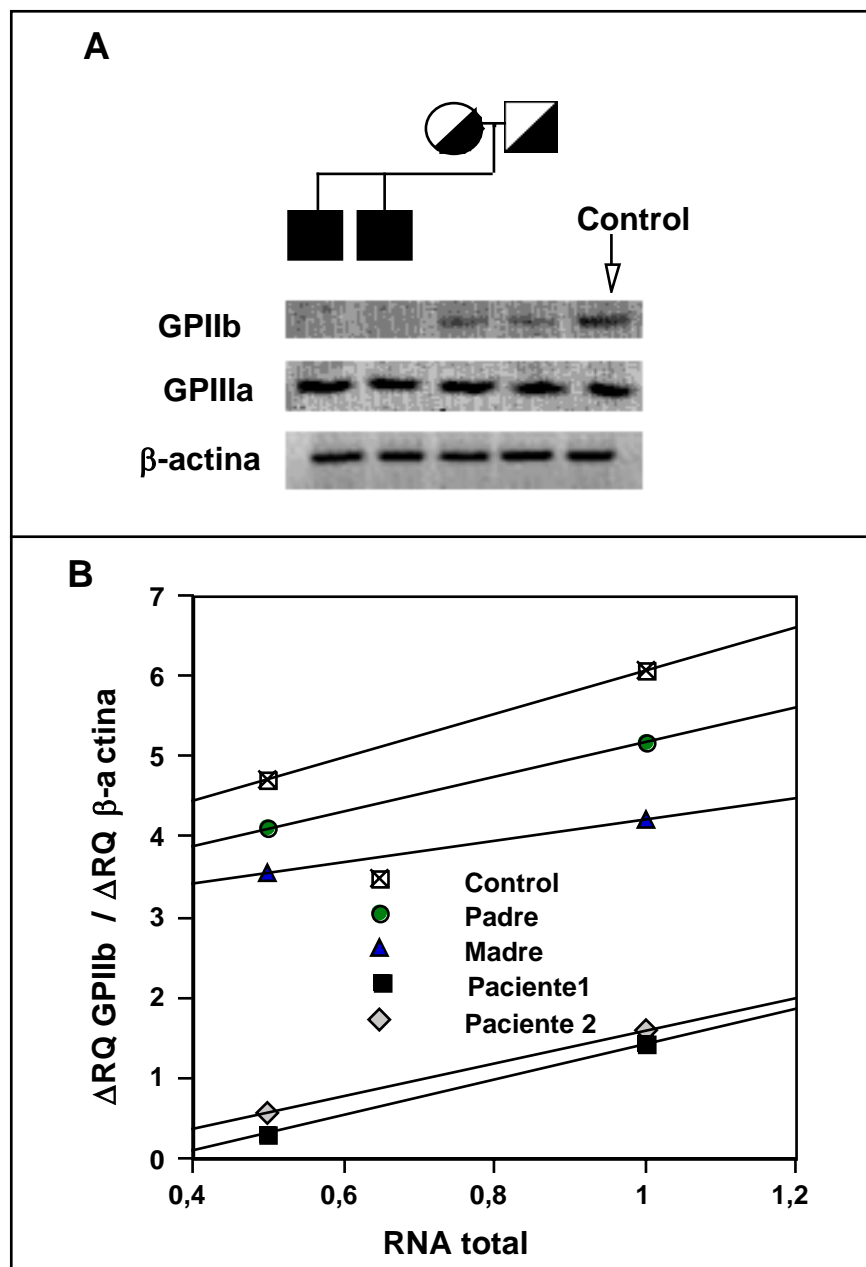 A
Control
GPIIb
GPIIIa
β-actina
B
7
6
5
4
3
2
1
0
ΔRQ GPIIb / ΔRQ β-actina
Control
Padre
Madre
Paciente1
Paciente 2
0,4 0,6 0,8 1 1,2
RNA total